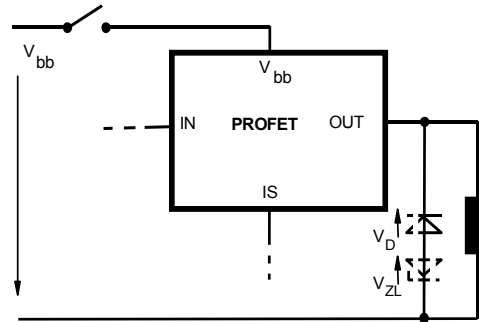 V bb
V bb
IN PROFET OUT
IS
V D
V ZL